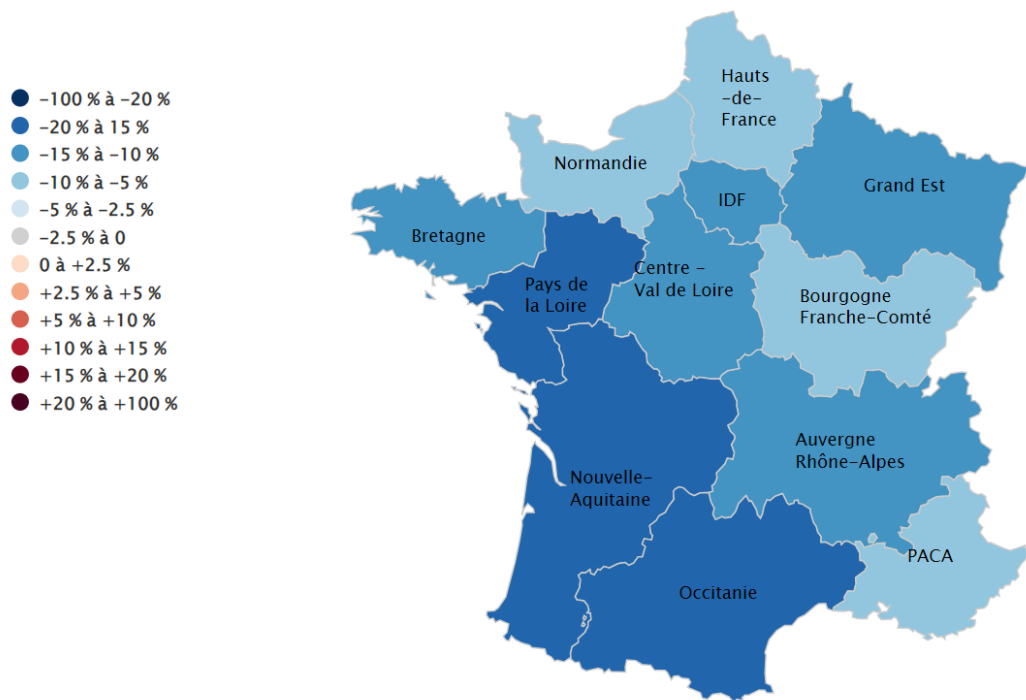 −100 % à −20 %
−20 % à 15 %
−15 % à −10 %
−10 % à −5 %
−5 % à −2.5 %
−2.5 % à 0
0 à +2.5 %
+2.5 % à +5 %
+5 % à +10 %
+10 % à +15 %
+15 % à +20 %
+20 % à +100 %
Hauts
-de-
France
Normandie
IDF
Grand Est
Bretagne
Pays de
la Loire
Centre -
Val de Loire
Bourgogne
Franche-Comté
Auvergne
Rhône-Alpes
Nouvelle-
Aquitaine
PACA
Occitanie